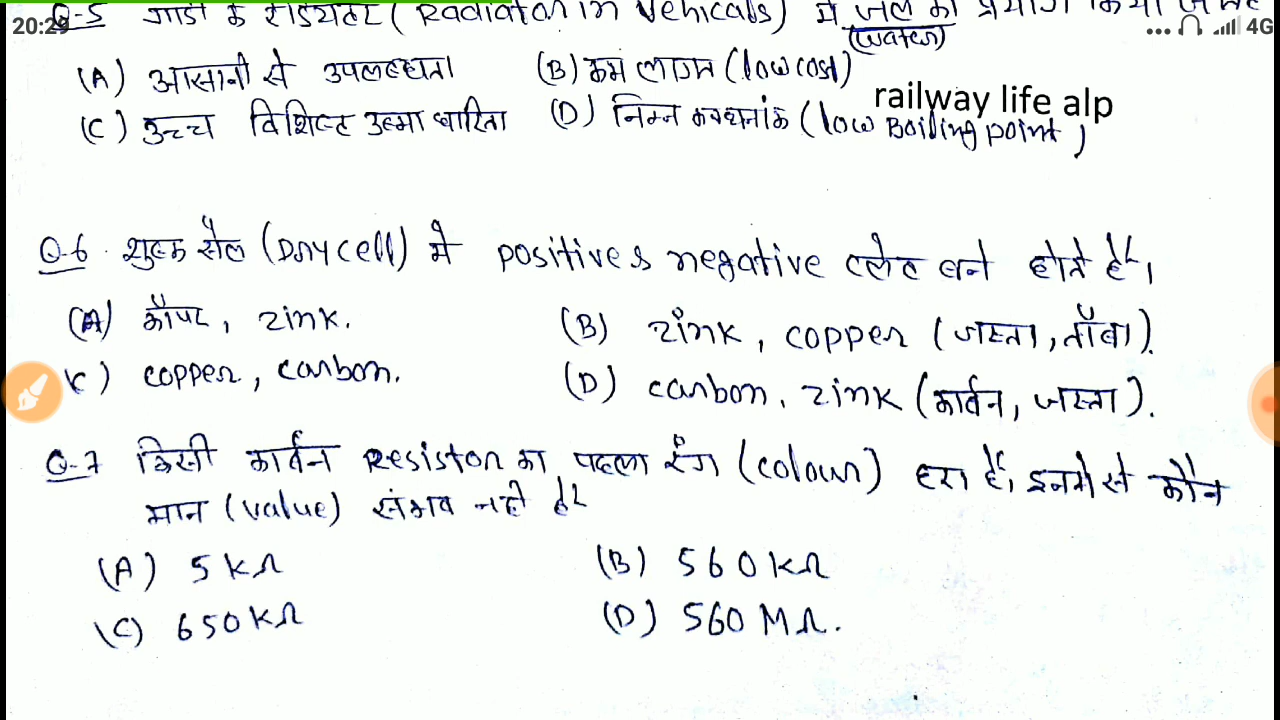 20:29
4G
Q-5 गाडी के रेडियेटर (Radiator in Vehicals) में जल का प्रयोग किया
(water)
(A) आसानी से उपलब्धता (B) कम लागत (low cost)
railway life alp
(C) उच्च विशिष्ट उष्मा धारिता (D) निम्न क्वथनांक (low Boiling point)
Q-6. शुष्क सैल (Dry cell) मे positive & negative प्लेट बने होते है।
(A) कॉपर, zink. (B) zink, copper (जस्ता, ताँबा).
(C) copper, carbon. (D) carbon, zink (कार्बन, जस्ता).
Q-7 किसी कार्बन Resistor का पहला रंग (colour) हरा है, इनमे से कौन
मान (value) संभव नही है
(A) 5 KΩ (B) 560 KΩ
(C) 650 KΩ (D) 560 MΩ.